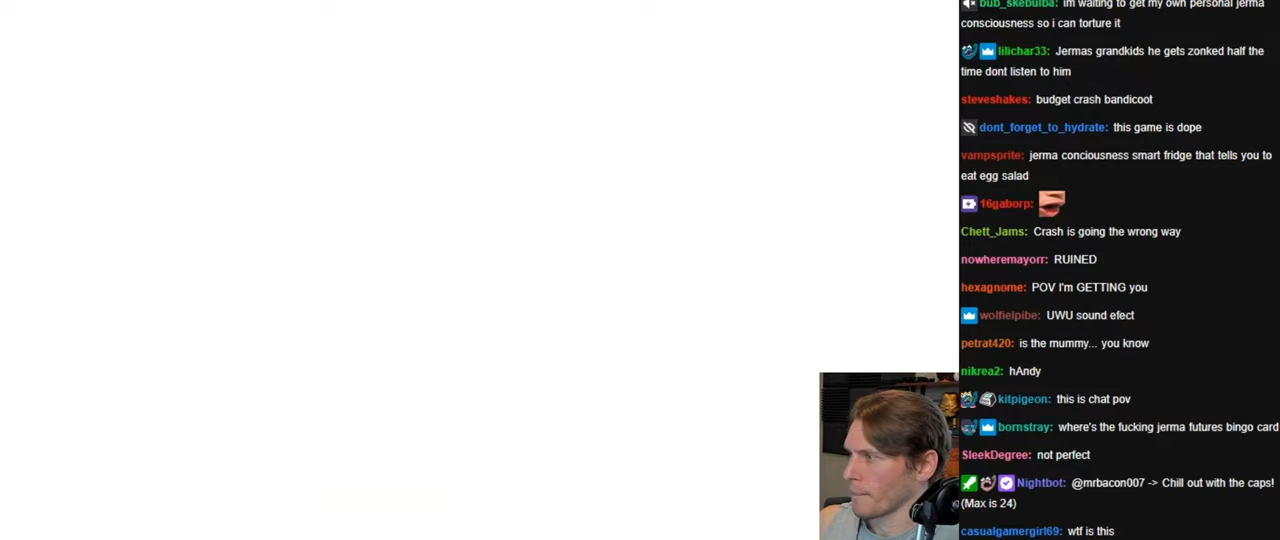 bub_skebulba: im waiting to get my own personal jerma
consciousness so i can torture it
lilichar33: Jermas grandkids he gets zonked half the
time dont listen to him
steveshakes: budget crash bandicoot
dont_forget_to_hydrate: this game is dope
vampsprite: jerma conciousness smart fridge that tells you to
eat egg salad
16gaborp:
Chett_Jams: Crash is going the wrong way
nowheremayorr: RUINED
hexagnome: POV I'm GETTING you
wolfielpibe: UWU sound efect
petrat420: is the mummy... you know
nikrea2: hAndy
kitpigeon: this is chat pov
bornstray: where's the fucking jerma futures bingo card
SleekDegree: not perfect
Nightbot: @mrbacon007 -> Chill out with the caps!
(Max is 24)
casualgamergirl69: wtf is this